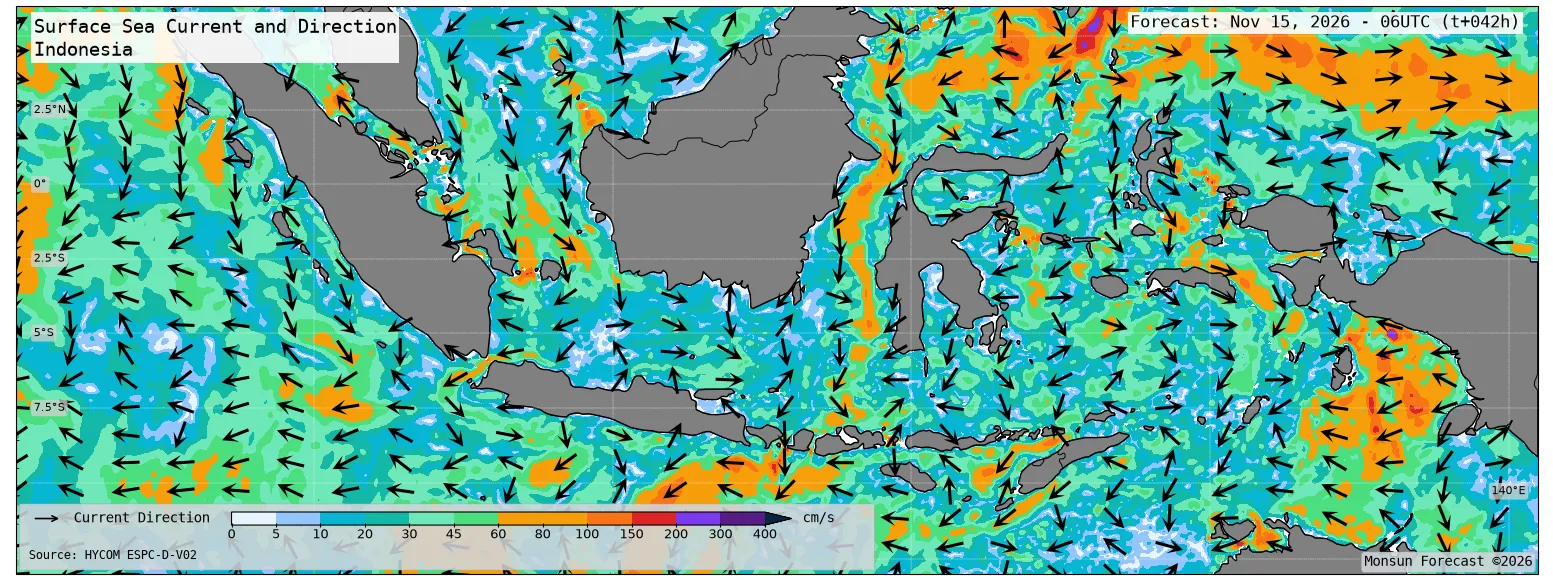 Surface Sea Current and Direction
Indonesia
Forecast: Nov 15, 2026 - 06UTC (t+042h)
2.5°N
0°
2.5°S
5°S
7.5°S
140°E
Current Direction
0 5 10 20 30 45 60 80 100 150 200 300 400 cm/s
Source: HYCOM ESPC-D-V02
Monsun Forecast ©2026